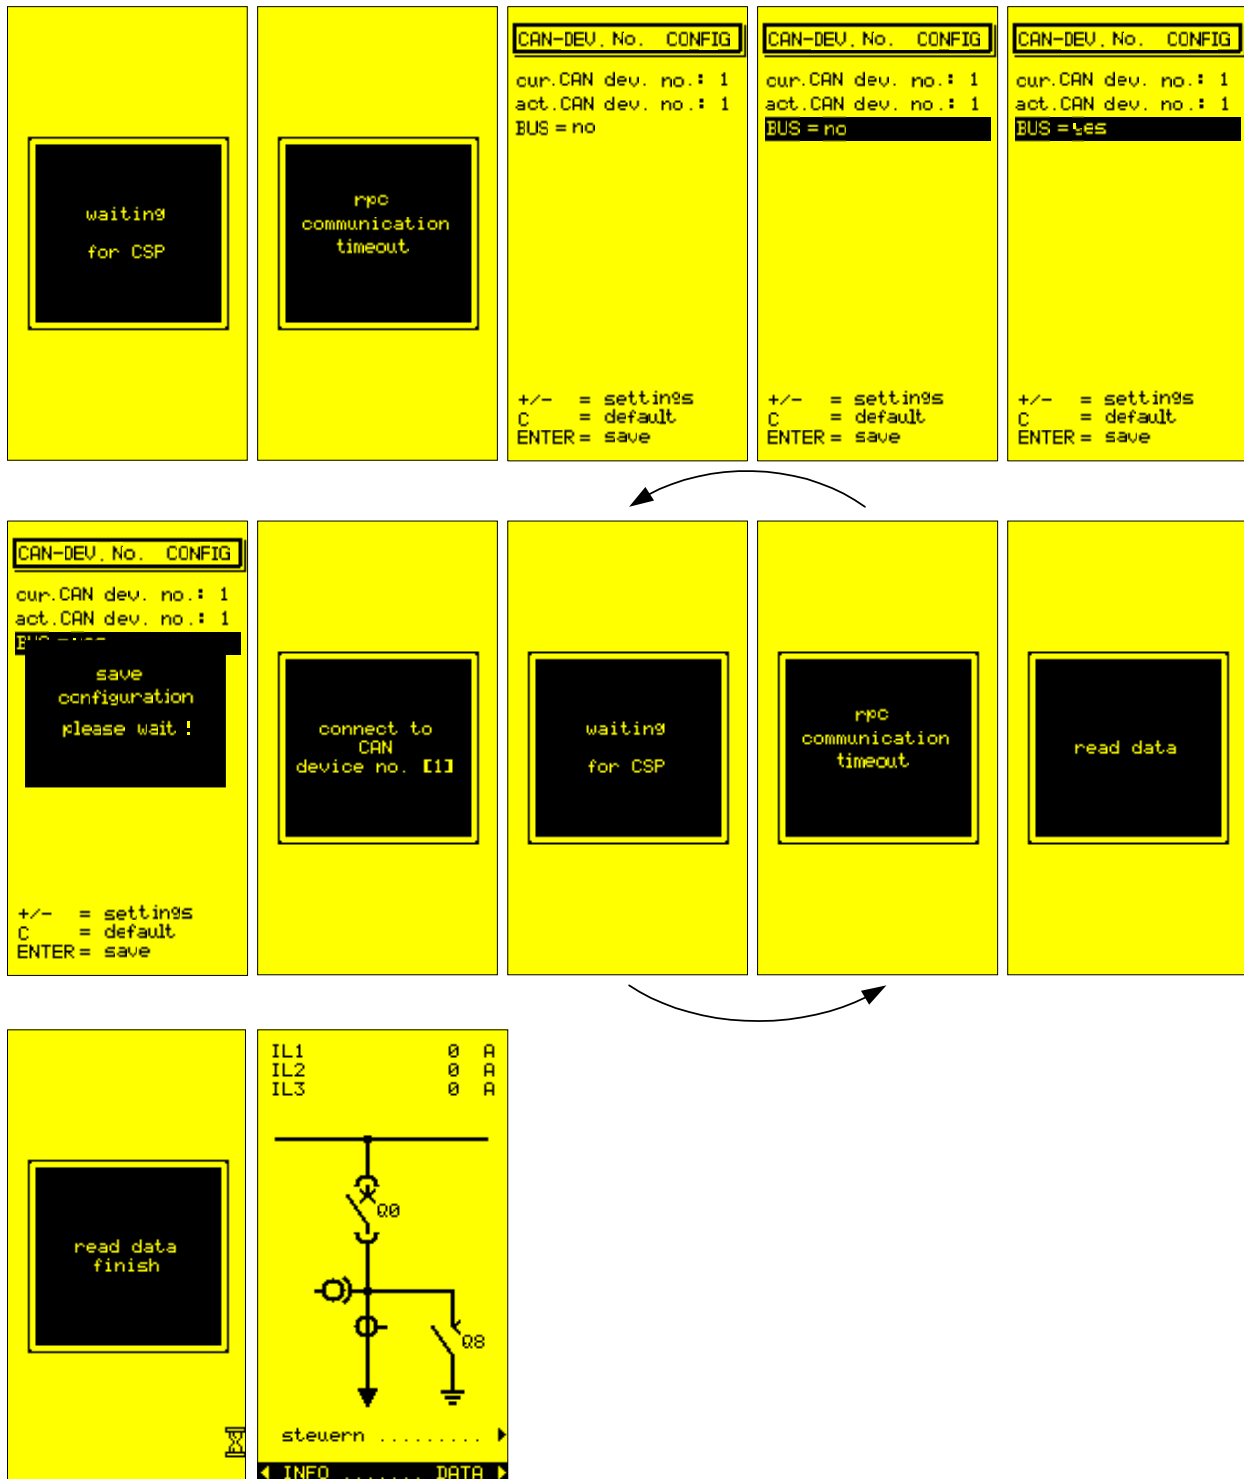 waiting
for CSP
rpc
communication
timeout
CAN-DEV. No. CONFIG
cur.CAN dev. no.: 1
act.CAN dev. no.: 1
BUS = no
+/- = settings
C = default
ENTER = save
CAN-DEV. No. CONFIG
cur.CAN dev. no.: 1
act.CAN dev. no.: 1
BUS = no
+/- = settings
C = default
ENTER = save
CAN-DEV. No. CONFIG
cur.CAN dev. no.: 1
act.CAN dev. no.: 1
BUS = yes
+/- = settings
C = default
ENTER = save
CAN-DEV. No. CONFIG
cur.CAN dev. no.: 1
act.CAN dev. no.: 1
save
configuration
please wait !
+/- = settings
C = default
ENTER = save
connect to
CAN
device no. [1]
waiting
for CSP
rpc
communication
timeout
read data
read data
finish
IL1 0 A
IL2 0 A
IL3 0 A
Q0
Q8
steuern .........
INFO ....... DATA